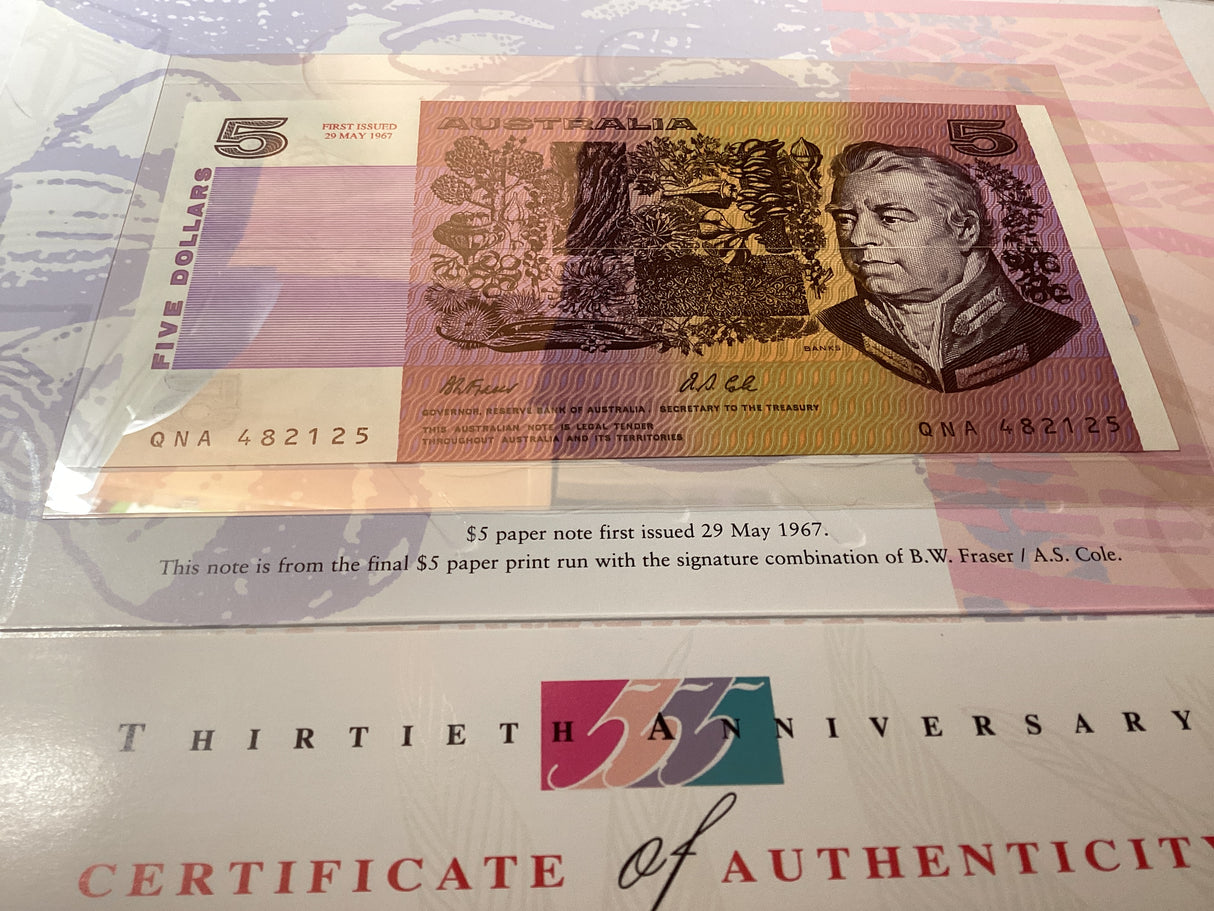 5
FIRST ISSUED
29 MAY 1967
AUSTRALIA
5
FIVE DOLLARS
BANKS
GOVERNOR, RESERVE BANK OF AUSTRALIA. SECRETARY TO THE TREASURY
THIS AUSTRALIAN NOTE IS LEGAL TENDER
THROUGHOUT AUSTRALIA AND ITS TERRITORIES
QNA 482125
QNA 482125
$5 paper note first issued 29 May 1967.
This note is from the final $5 paper print run with the signature combination of B.W. Fraser / A.S. Cole.
555
THIRTIETH ANNIVERSARY
CERTIFICATE of AUTHENTICITY